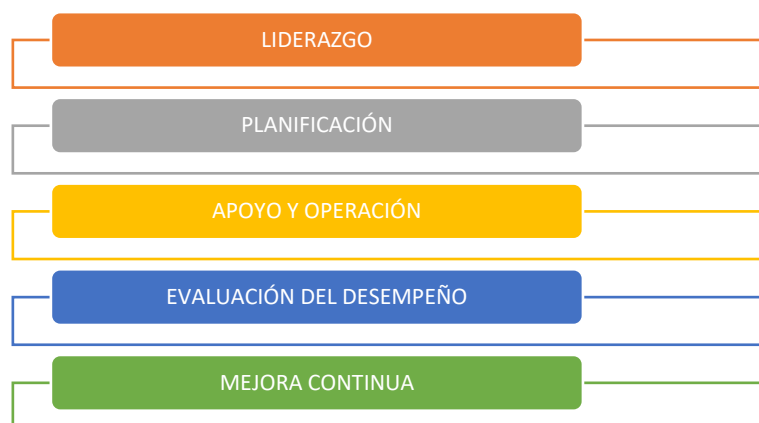 LIDERAZGO
PLANIFICACIÓN
APOYO Y OPERACIÓN
EVALUACIÓN DEL DESEMPEÑO
MEJORA CONTINUA